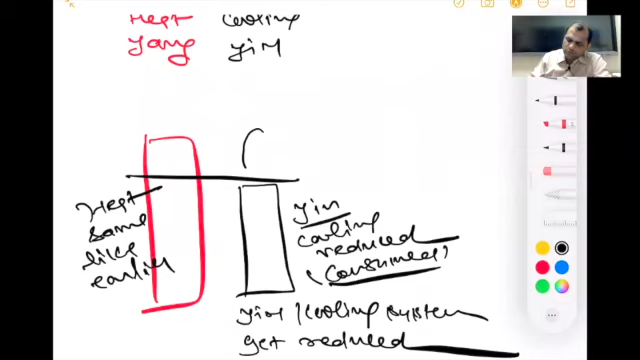 Heat cooling
Yang Yin
Heat
same
like
earlier
Yin
cooling
reduced
(consumed)
Yin / cooling system
get reduced